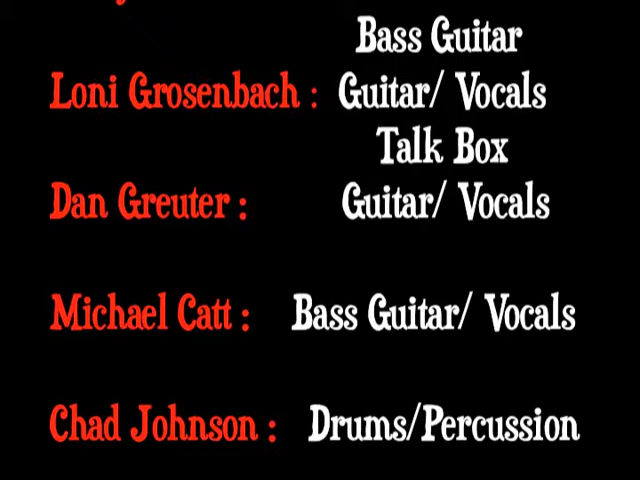 Bass Guitar
Loni Grosenbach : Guitar/ Vocals
Talk Box
Dan Greuter : Guitar/ Vocals
Michael Catt : Bass Guitar/ Vocals
Chad Johnson : Drums/Percussion